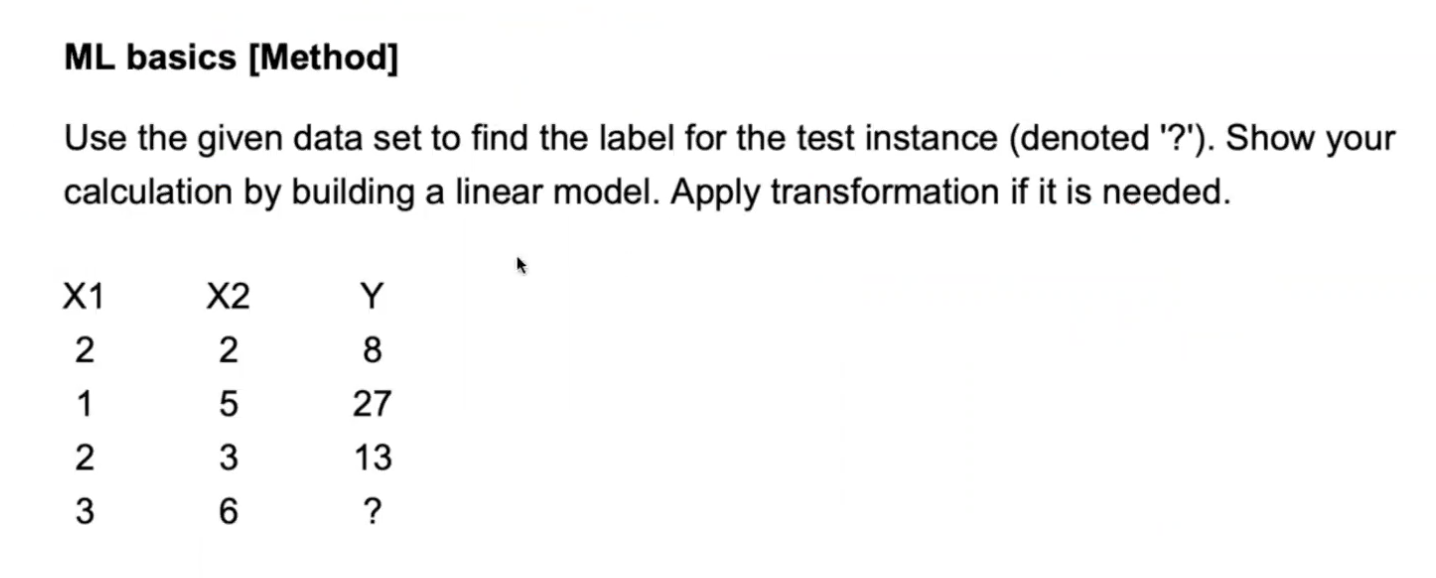 ML basics [Method]
Use the given data set to find the label for the test instance (denoted '?'). Show your
calculation by building a linear model. Apply transformation if it is needed.
X1 X2 Y
2 2 8
1 5 27
2 3 13
3 6 ?